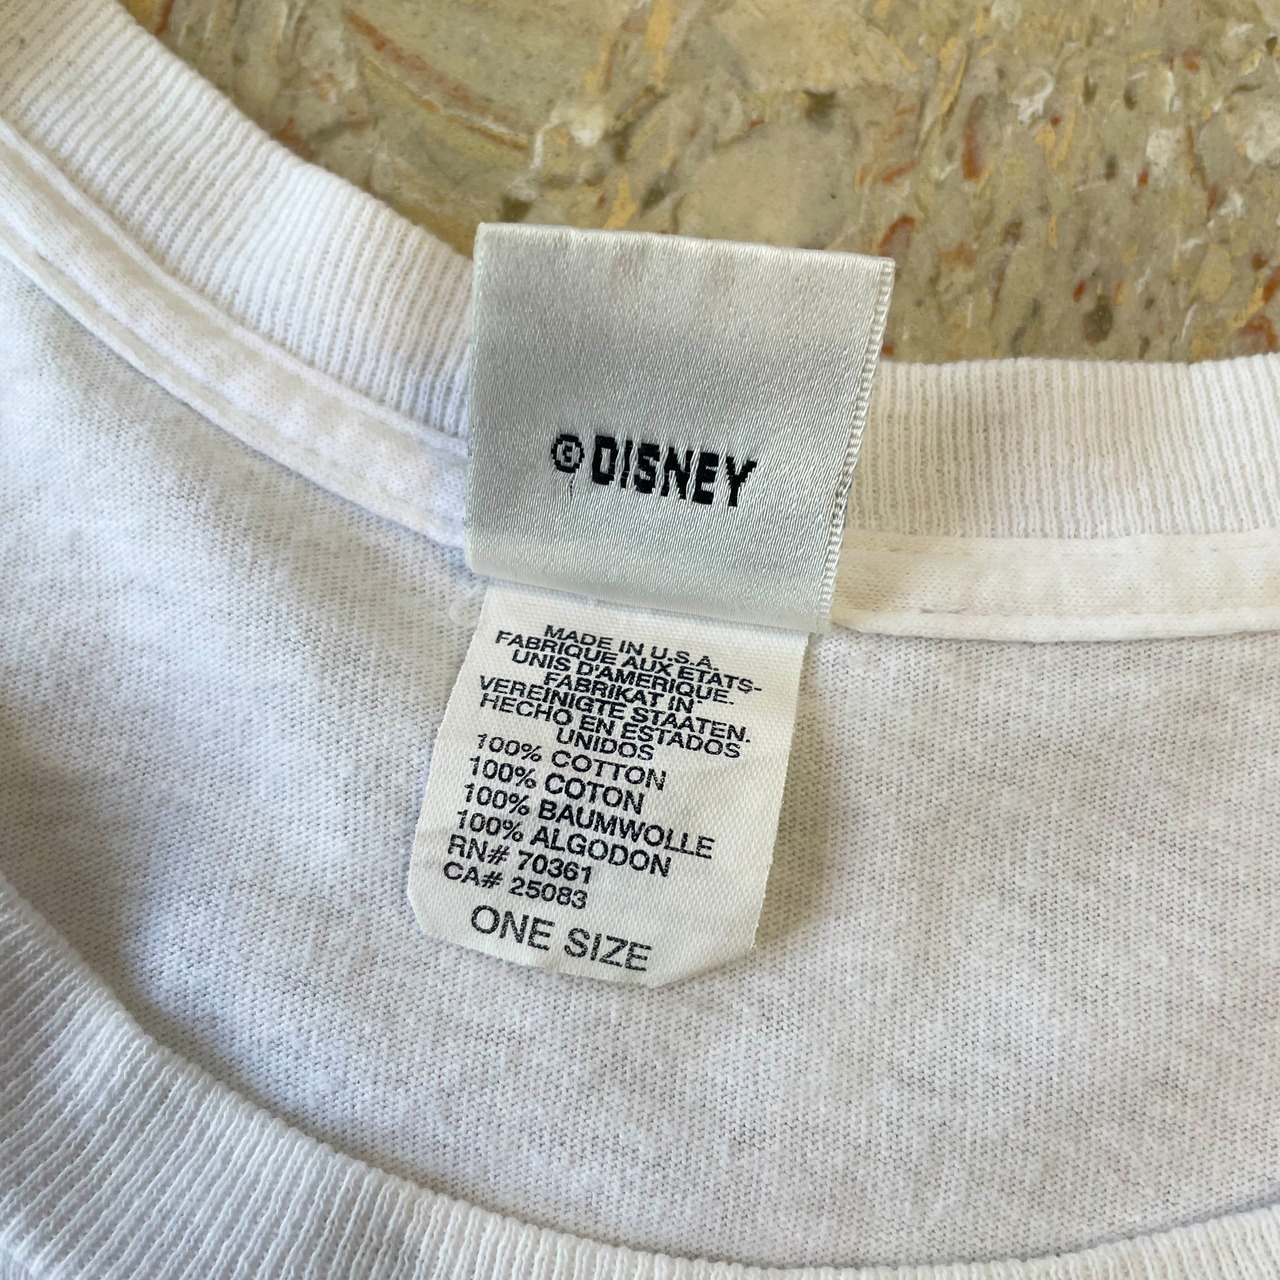 © DISNEY
MADE IN U.S.A.
FABRIQUE AUX ETATS-
UNIS D'AMERIQUE.
FABRIKAT IN
VEREINIGTE STAATEN.
HECHO EN ESTADOS
UNIDOS
100% COTTON
100% COTON
100% BAUMWOLLE
100% ALGODON
RN# 70361
CA# 25083
ONE SIZE